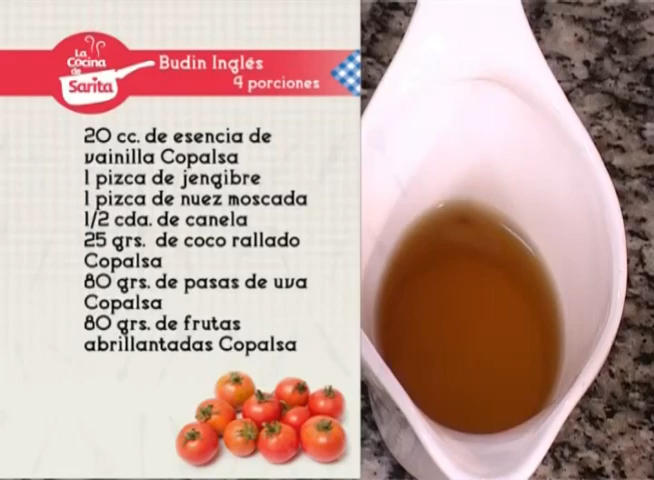 La
Cocina
de
Sarita
Budin Inglés
4 porciones
20 cc. de esencia de
vainilla Copalsa
1 pizca de jengibre
1 pizca de nuez moscada
1/2 cda. de canela
25 grs. de coco rallado
Copalsa
80 grs. de pasas de uva
Copalsa
80 grs. de frutas
abrillantadas Copalsa